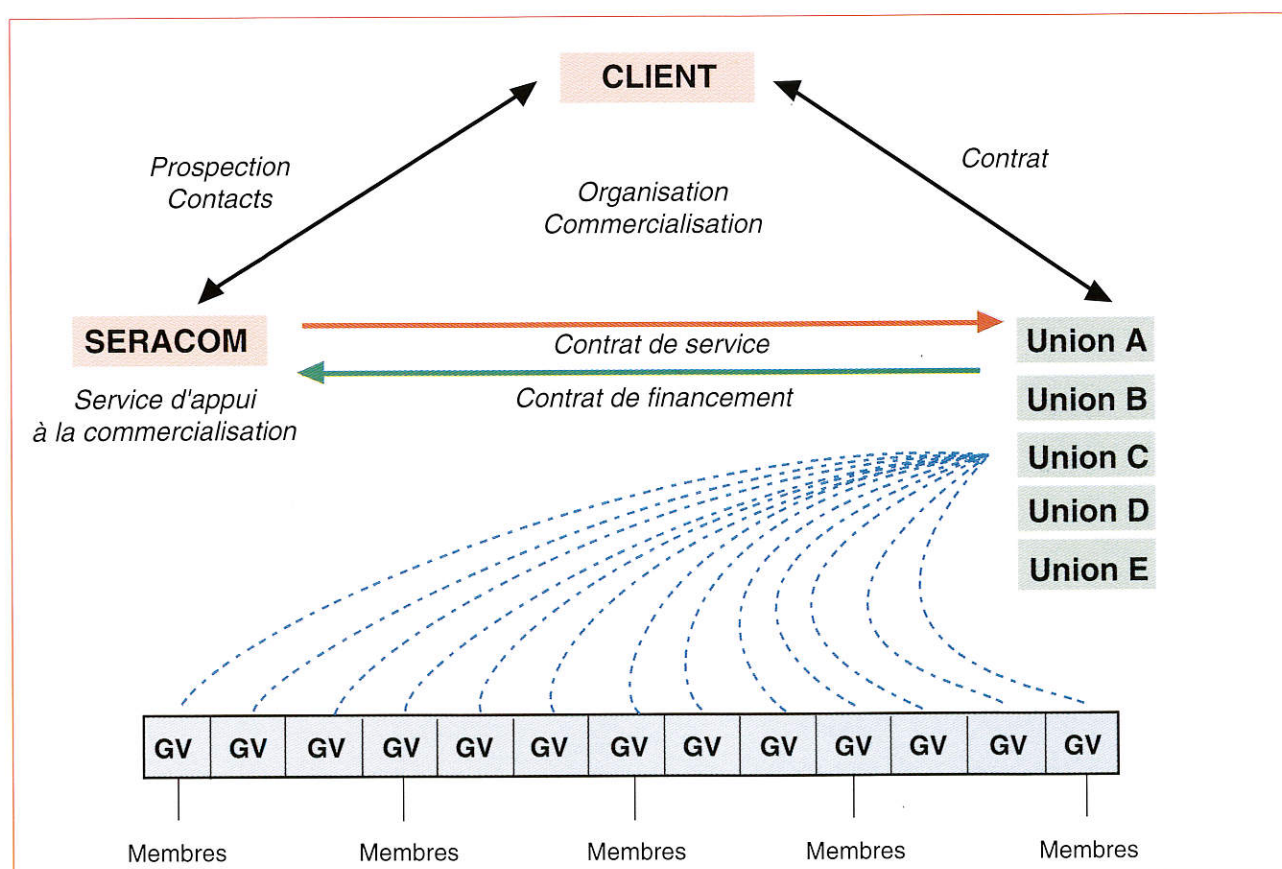 CLIENT
Prospection
Contacts
Contrat
Organisation
Commercialisation
SERACOM
Contrat de service
Union A
Service d'appui
à la commercialisation
Contrat de financement
Union B
Union C
Union D
Union E
GV GV GV GV GV GV GV GV GV GV GV GV GV
Membres Membres Membres Membres Membres